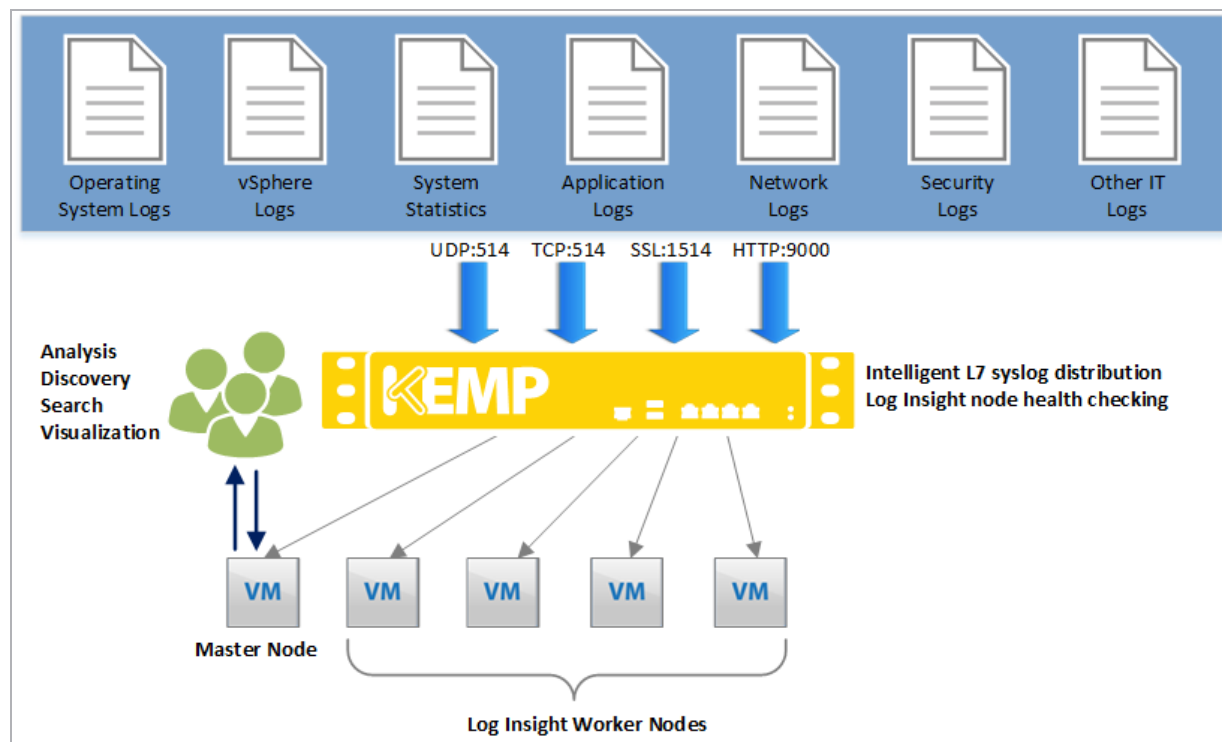 Operating
System Logs
vSphere
Logs
System
Statistics
Application
Logs
Network
Logs
Security
Logs
Other IT
Logs
UDP:514 TCP:514 SSL:1514 HTTP:9000
Analysis
Discovery
Search
Visualization
KEMP
Intelligent L7 syslog distribution
Log Insight node health checking
VM VM VM VM VM
Master Node
Log Insight Worker Nodes